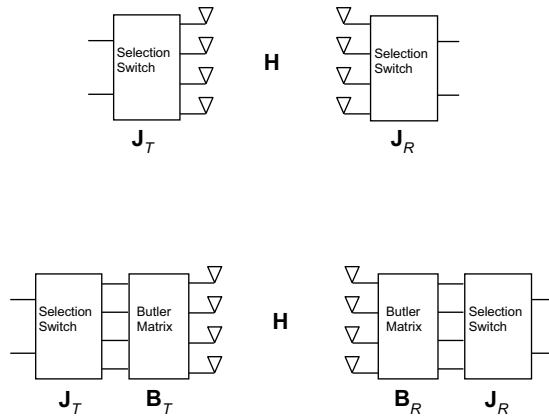 Selection
Switch
H
Selection
Switch
J_T
J_R
Selection
Switch
Butler
Matrix
H
Butler
Matrix
Selection
Switch
J_T
B_T
B_R
J_R